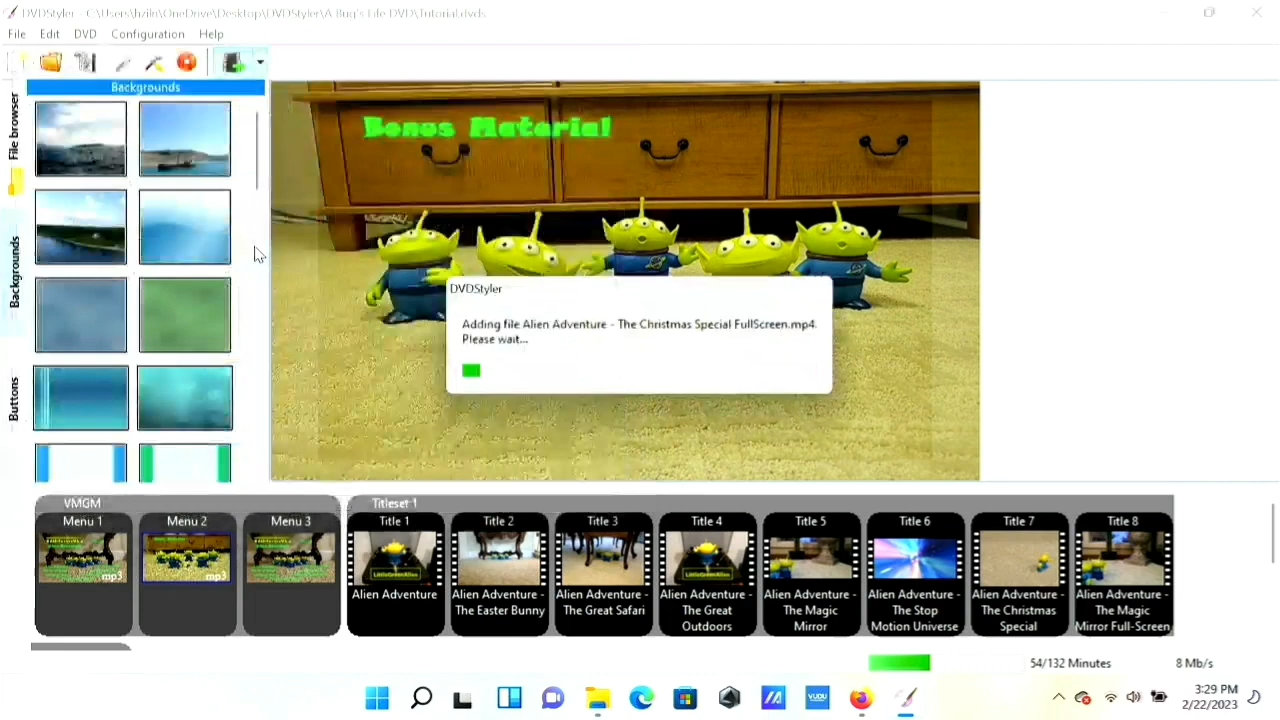 DVDStyler - C:\Users\hziln\OneDrive\Desktop\DVDStyler\A Bug's Life DVD\Tutorial.dvds
File Edit DVD Configuration Help
Backgrounds
File browser
Backgrounds
Buttons
Bonus Material
DVDStyler
Adding file Alien Adventure - The Christmas Special FullScreen.mp4.
Please wait...
VMGM
Titleset 1
Menu 1
mp3
Menu 2
mp3
Menu 3
Title 1
LittleGreenAlien
Alien Adventure
Title 2
Alien Adventure -
The Easter Bunny
Title 3
Alien Adventure -
The Great Safari
Title 4
LittleGreenAlien
Alien Adventure -
The Great
Outdoors
Title 5
Alien Adventure -
The Magic
Mirror
Title 6
Alien Adventure -
The Stop
Motion Universe
Title 7
Alien Adventure -
The Christmas
Special
Title 8
Alien Adventure -
The Magic
Mirror Full-Screen
54/132 Minutes
8 Mb/s
VUDU
3:29 PM
2/22/2023